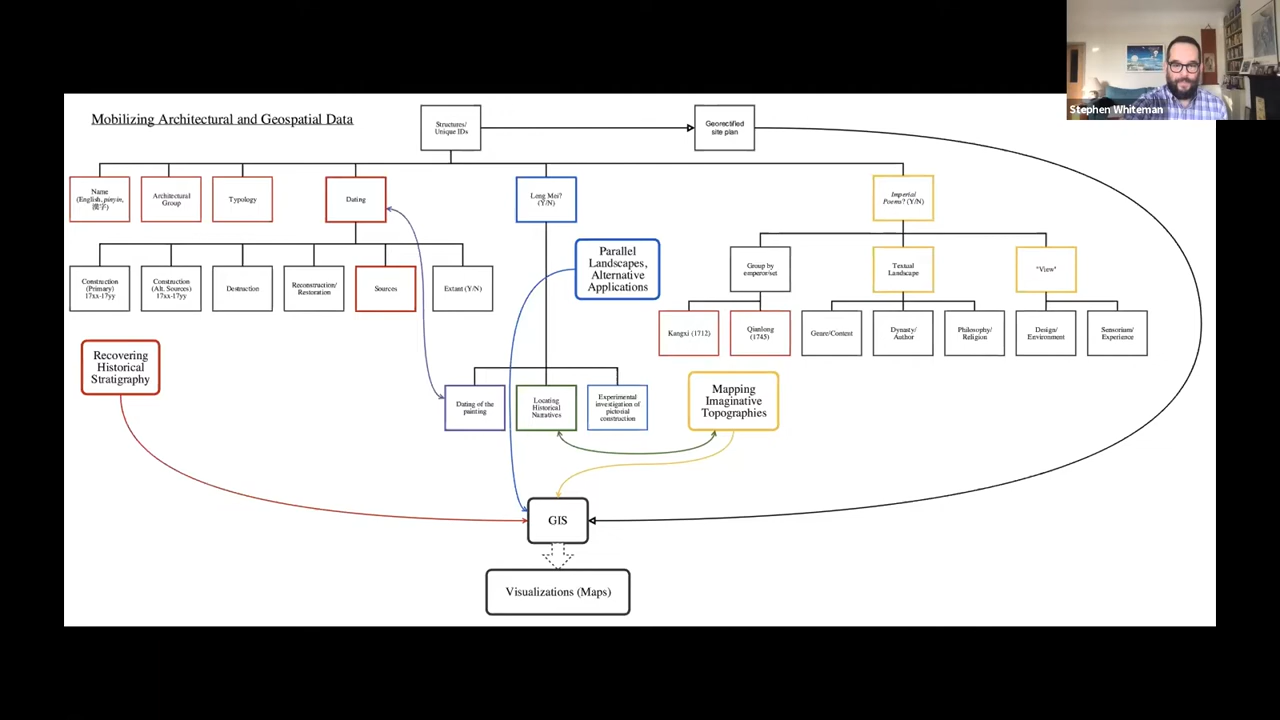 Stephen Whiteman
Mobilizing Architectural and Geospatial Data
Structures/
Unique IDs
Georectified
site plan
Name
(English, pinyin,
漢字)
Architectural
Group
Typology
Dating
Leng Mei?
(Y/N)
Imperial
Poems? (Y/N)
Construction
(Primary)
17xx-17yy
Construction
(Alt. Sources)
17xx-17yy
Destruction
Reconstruction/
Restoration
Sources
Extant (Y/N)
Parallel
Landscapes,
Alternative
Applications
Group by
emperor/set
Textual
Landscape
"View"
Kangxi (1712)
Qianlong
(1745)
Genre/Context
Dynasty/
Author
Philosophy/
Religion
Design/
Environment
Sensorium/
Experience
Recovering
Historical
Stratigraphy
Dating of the
painting
Locating
Historical
Narratives
Experimental
investigation of
pictorial
construction
Mapping
Imaginative
Topographies
GIS
Visualizations (Maps)